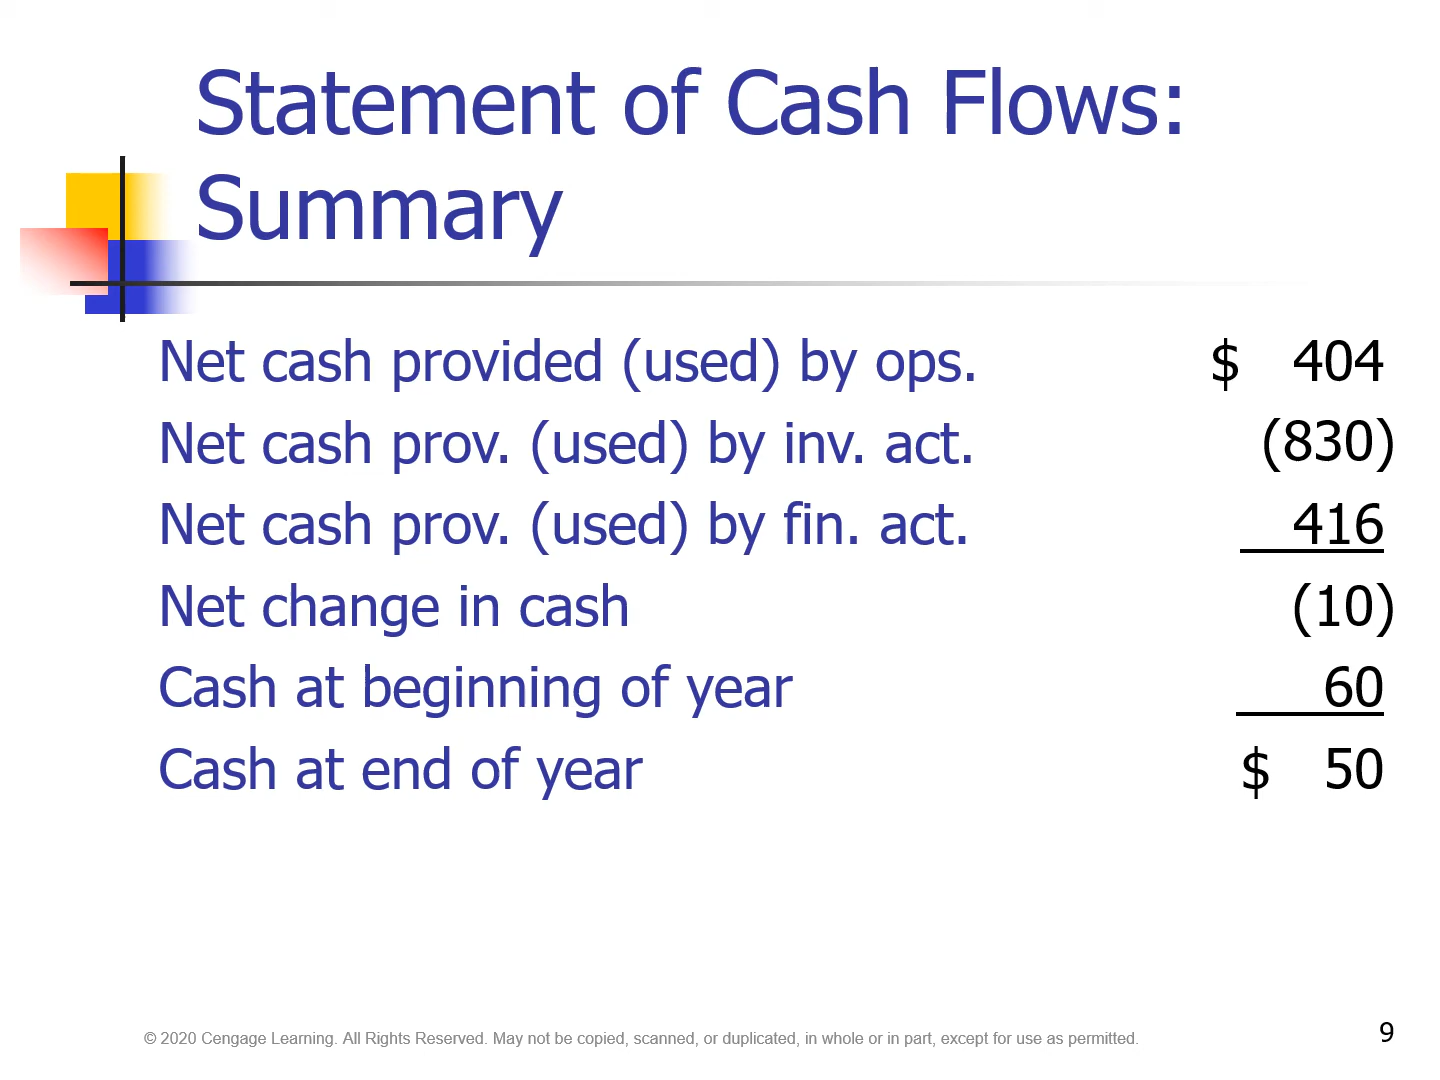 Statement of Cash Flows:
Summary
Net cash provided (used) by ops. $ 404
Net cash prov. (used) by inv. act. (830)
Net cash prov. (used) by fin. act. 416
Net change in cash (10)
Cash at beginning of year 60
Cash at end of year $ 50
© 2020 Cengage Learning. All Rights Reserved. May not be copied, scanned, or duplicated, in whole or in part, except for use as permitted.
9